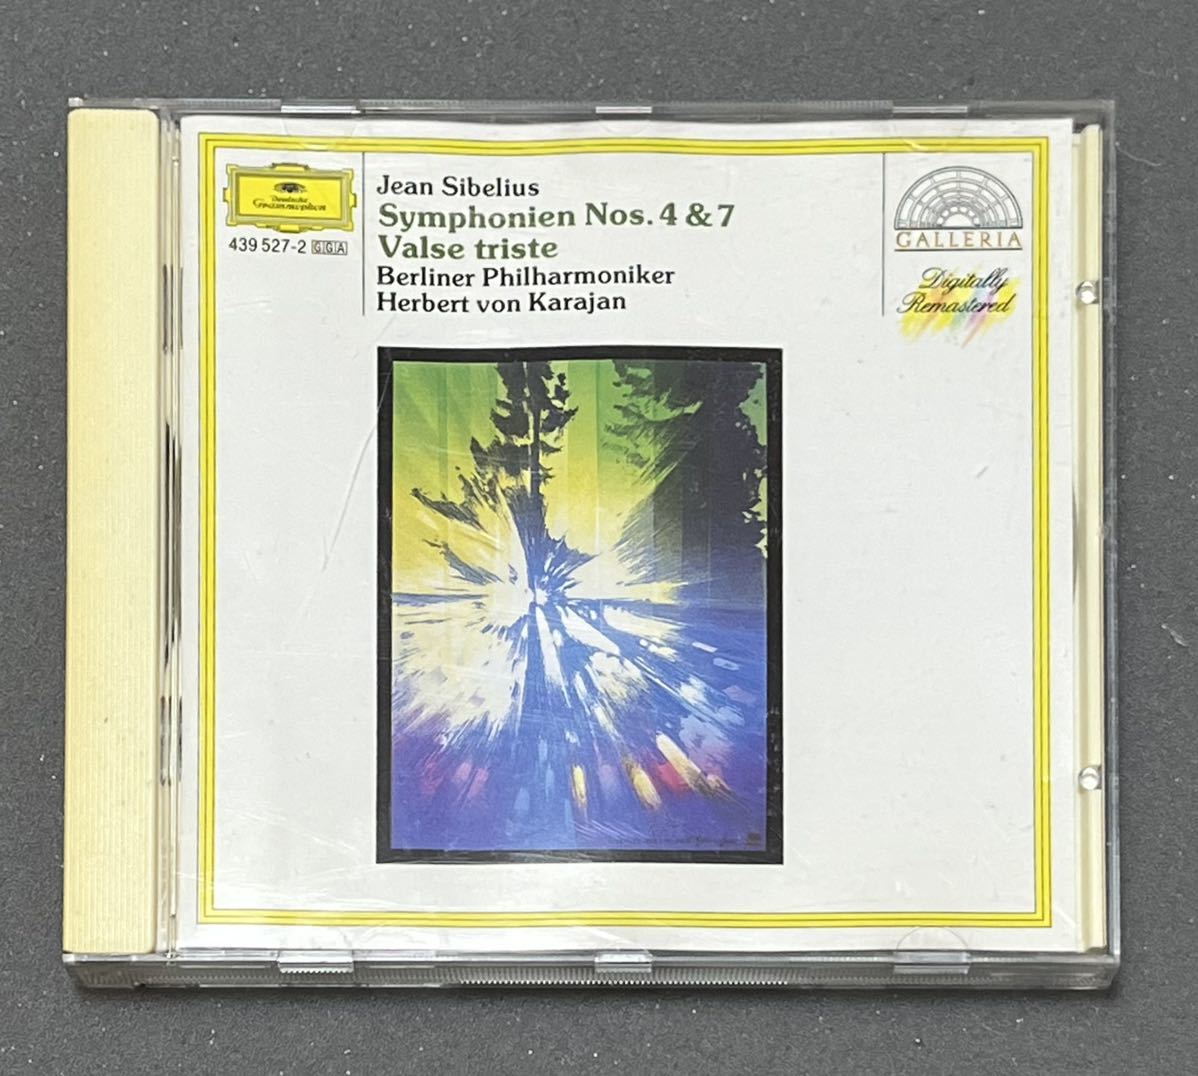 Deutsche
Grammophon
439 527-2 GGA
Jean Sibelius
Symphonien Nos. 4 & 7
Valse triste
Berliner Philharmoniker
Herbert von Karajan
GALLERIA
Digitally
Remastered